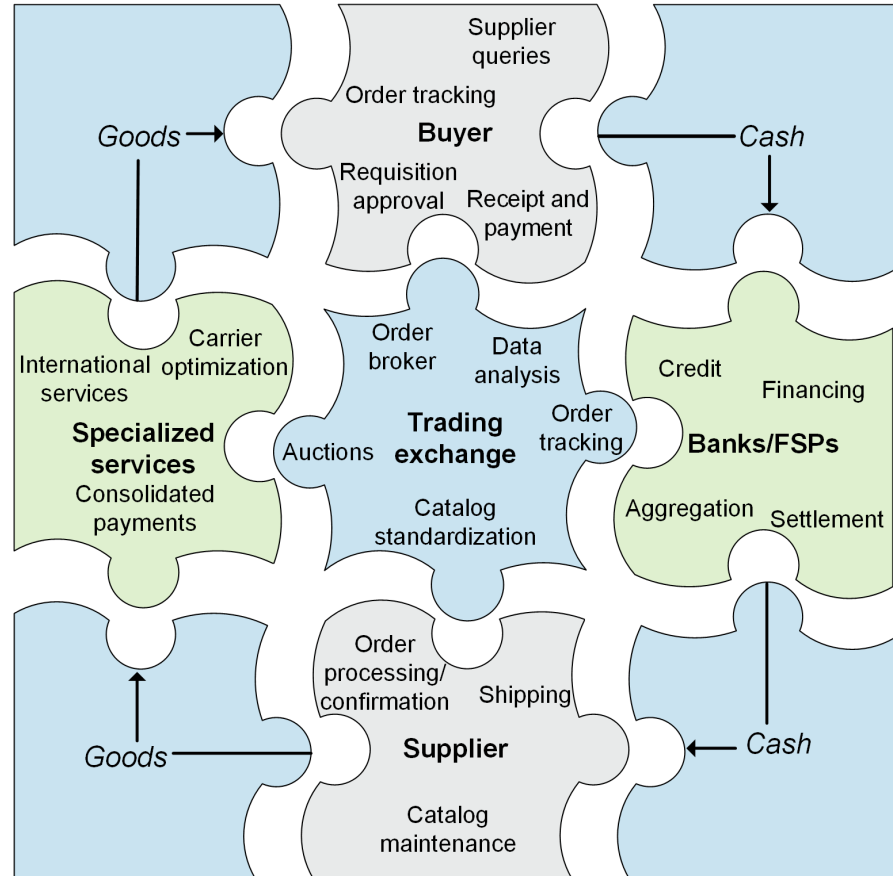 Supplier
queries
Order tracking
Goods
Buyer
Cash
Requisition
approval
Receipt and
payment
Carrier
optimization
International
services
Specialized
services
Consolidated
payments
Order
broker
Data
analysis
Trading
exchange
Order
tracking
Auctions
Catalog
standardization
Credit
Financing
Banks/FSPs
Aggregation
Settlement
Order
processing/
confirmation
Shipping
Goods
Supplier
Cash
Catalog
maintenance